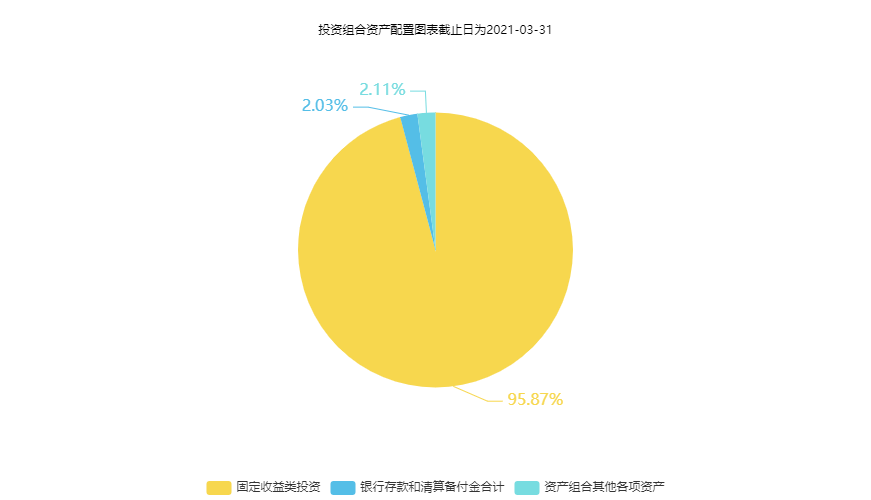 投资组合资产配置图表截止日为2021-03-31
2.11%
2.03%
95.87%
固定收益类投资 银行存款和清算备付金合计 资产组合其他各项资产